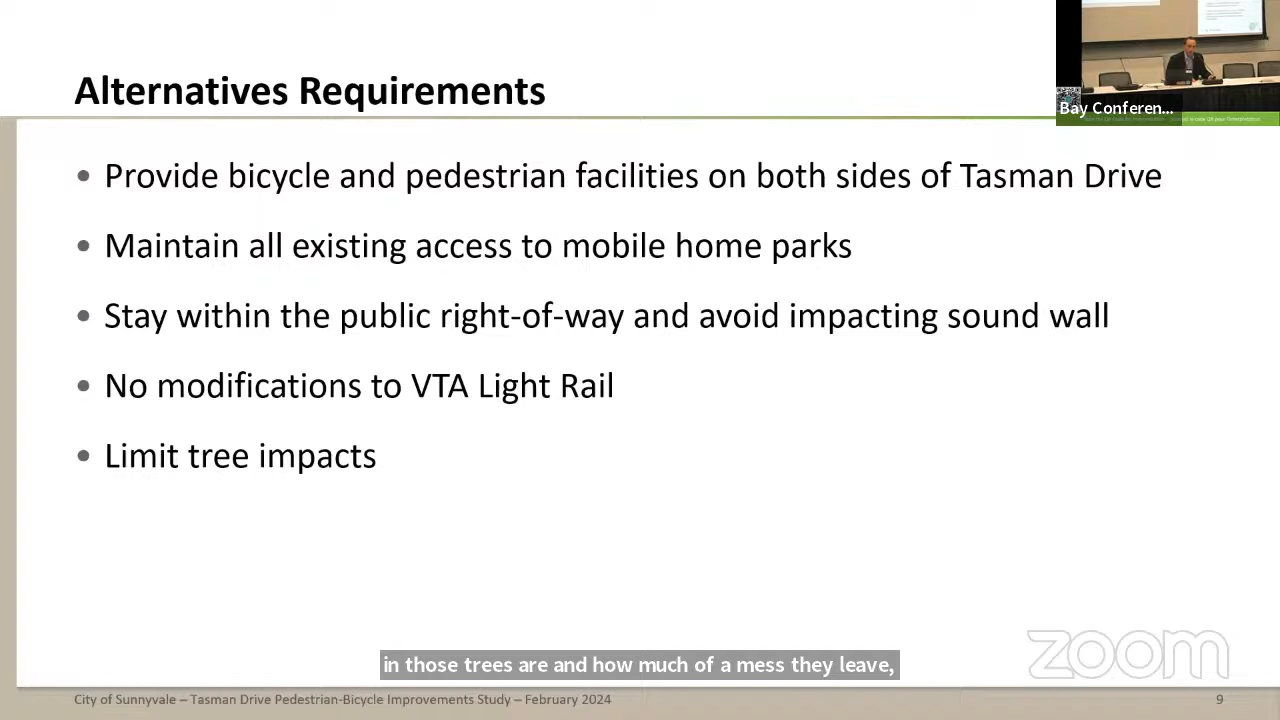 Alternatives Requirements
Bay Conferen...
• Provide bicycle and pedestrian facilities on both sides of Tasman Drive
• Maintain all existing access to mobile home parks
• Stay within the public right-of-way and avoid impacting sound wall
• No modifications to VTA Light Rail
• Limit tree impacts
zoom
in those trees are and how much of a mess they leave,
City of Sunnyvale – Tasman Drive Pedestrian-Bicycle Improvements Study – February 2024
9